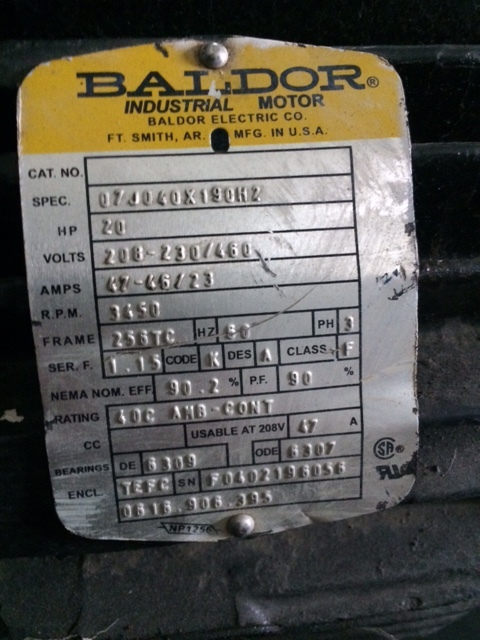 BALDOR®
INDUSTRIAL MOTOR
BALDOR ELECTRIC CO.
FT. SMITH, AR. MFG. IN U.S.A.
CAT. NO.
SPEC. 07J040X190H2
HP 20
VOLTS 208-230/460
AMPS 47-46/23
R.P.M. 3450
FRAME 256TC HZ 60 PH 3
SER. F. 1.15 CODE K DES A CLASS F
NEMA NOM. EFF. 90.2 % P.F. 90 %
RATING 40C AMB-CONT
CC USABLE AT 208V 47 A
BEARINGS DE 6309 ODE 6307
ENCL. TEFC SN F0402196056
0616.906.395
SA
NP1256